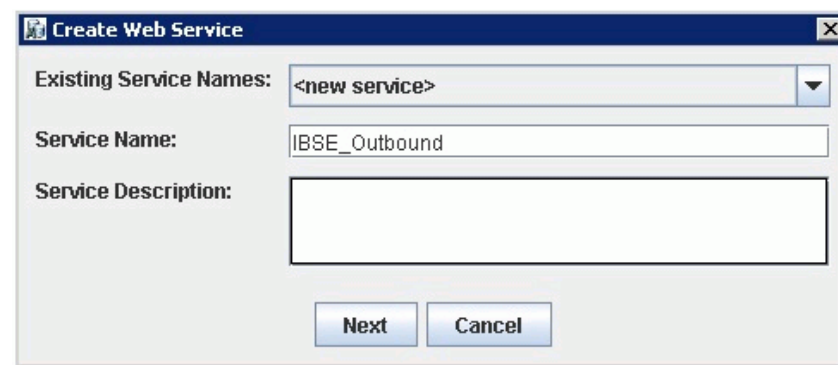 Create Web Service
Existing Service Names: <new service>
Service Name: IBSE_Outbound
Service Description:
Next Cancel